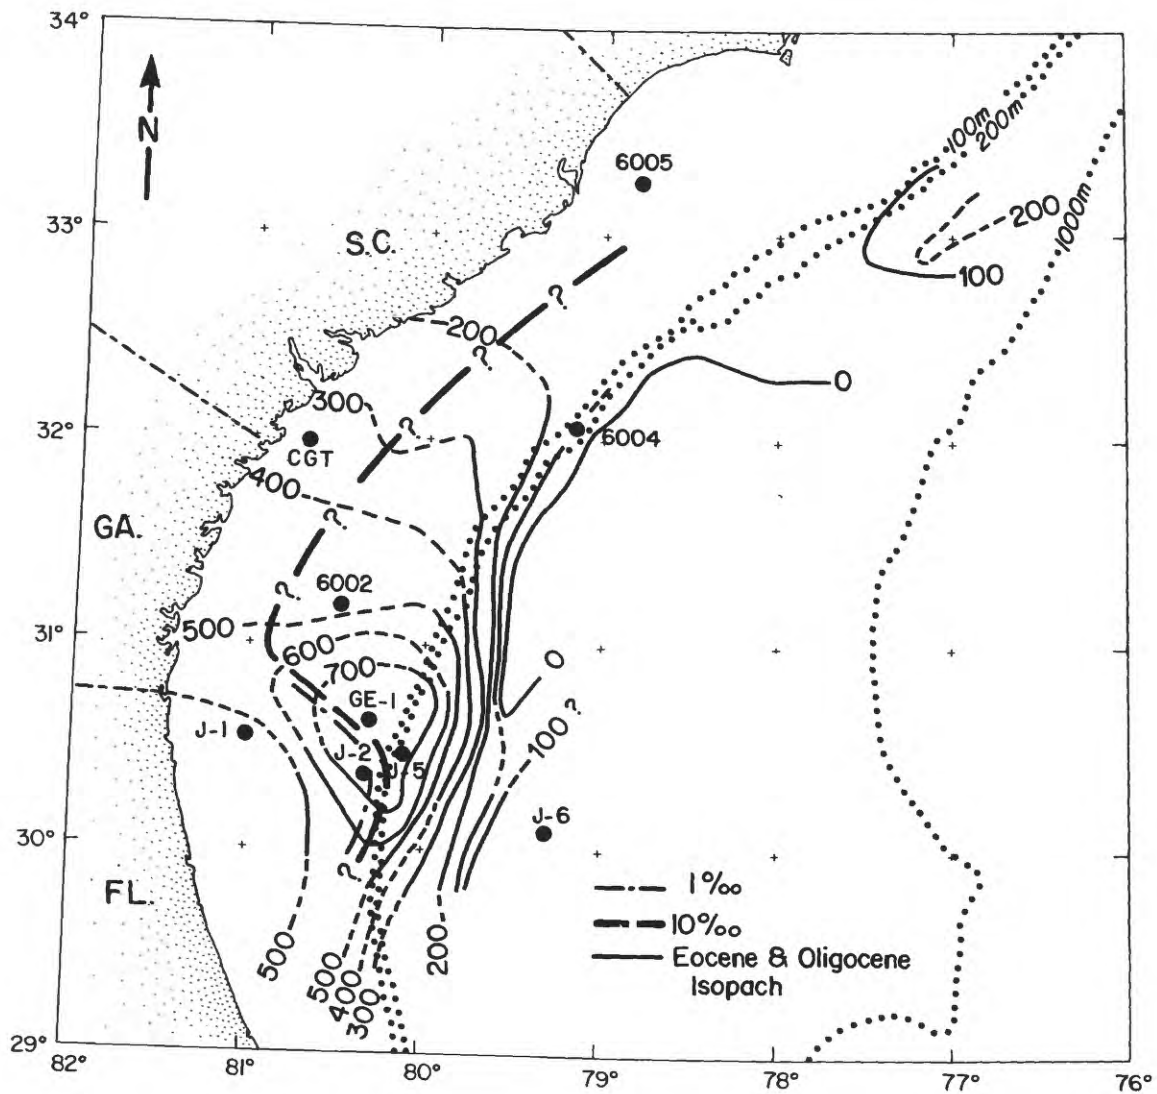 34°
N
100m
200m
6005
33°
S.C.
200
1000m
?
100
200
?
0
300
?
32°
6004
CGT
400
GA.
?
6002
?
500
31°
600
0
700
GE-1
100?
J-1
J-2
J-5
J-6
30°
?
1‰
FL.
10‰
500
500
400
300
200
Eocene & Oligocene
Isopach
29°
82°
81°
80°
79°
78°
77°
76°